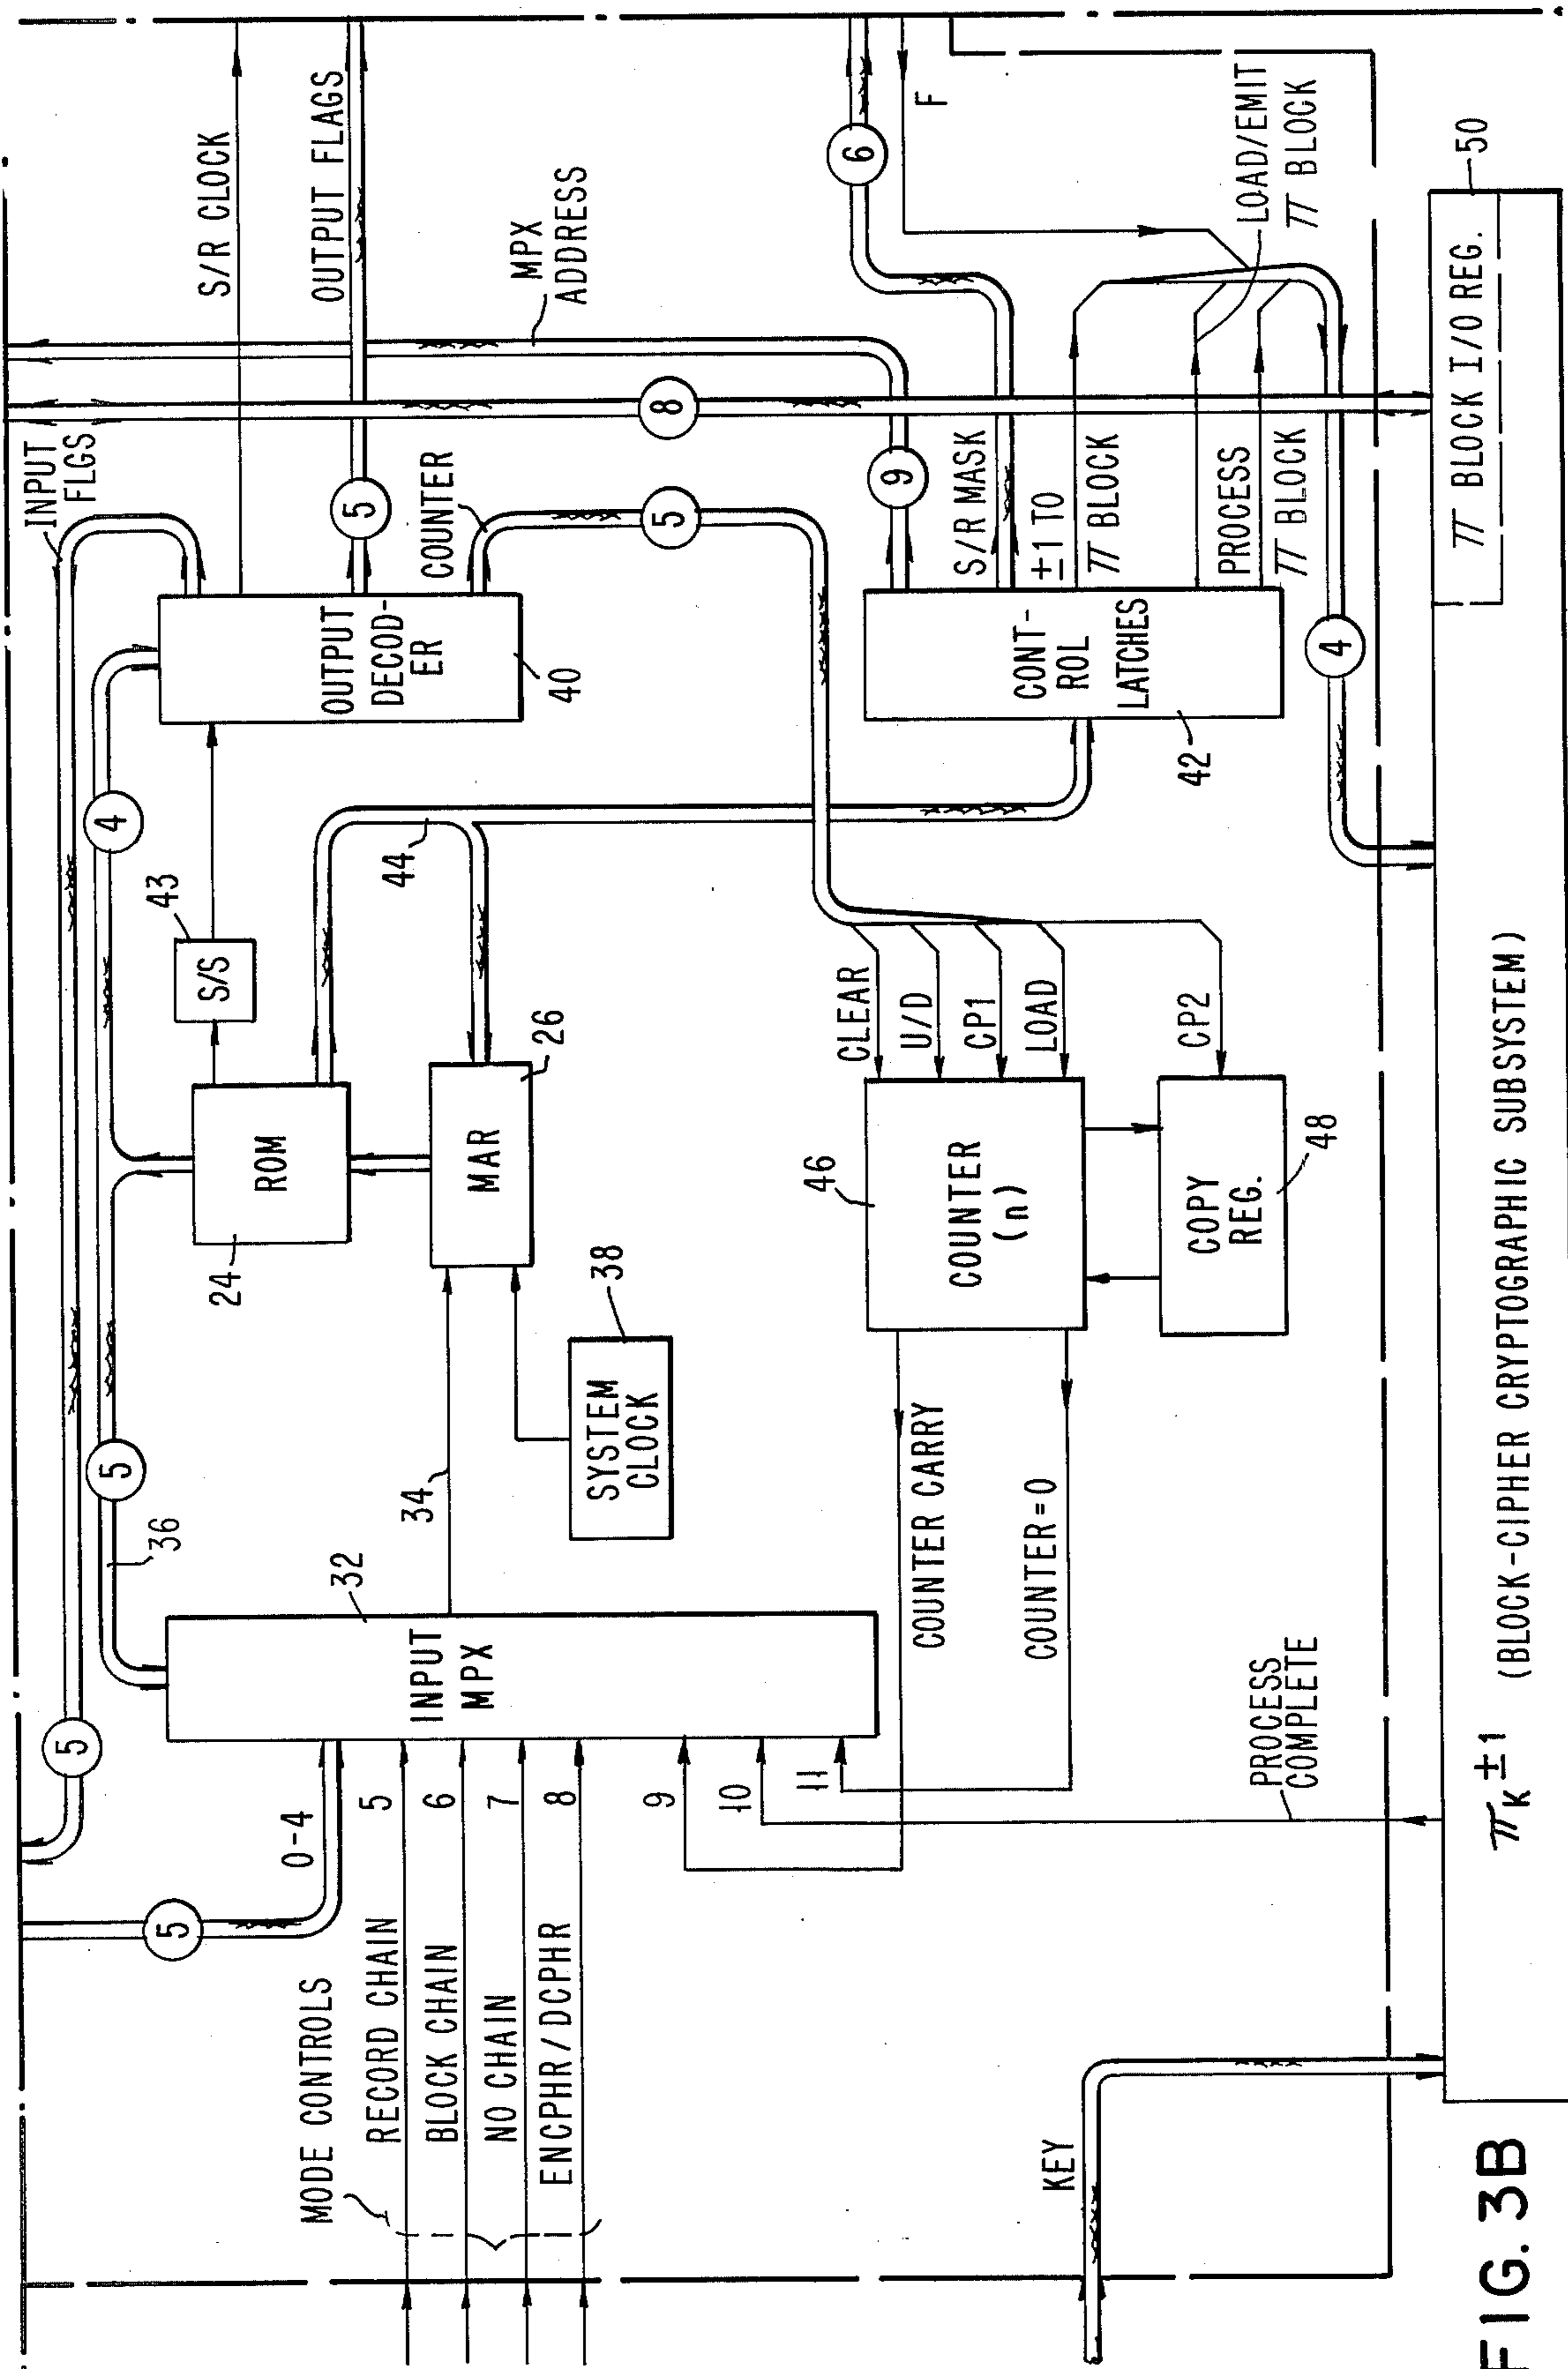 INPUT
FLGS
S/R CLOCK
OUTPUT FLAGS
5
5
36
5
4
43
S/S
OUTPUT
DECOD-
ER
40
5
MPX
ADDRESS
COUNTER
5
8
ROM
24
44
MAR
26
5
0-4
MODE CONTROLS
RECORD CHAIN
5
BLOCK CHAIN
6
NO CHAIN
7
ENCPHR/DCPHR
8
9
10
11
INPUT
MPX
32
34
SYSTEM
CLOCK
38
9
6
F
S/R MASK
±1 TO
π BLOCK
PROCESS
π BLOCK
LOAD/EMIT
π BLOCK
CONT-
ROL
LATCHES
42
4
CLEAR
U/D
CP1
LOAD
CP2
46
COUNTER
(n)
COPY
REG.
48
COUNTER CARRY
COUNTER=0
PROCESS
COMPLETE
KEY
π BLOCK I/O REG.
50
πK±1 (BLOCK-CIPHER CRYPTOGRAPHIC SUBSYSTEM)
FIG. 3B